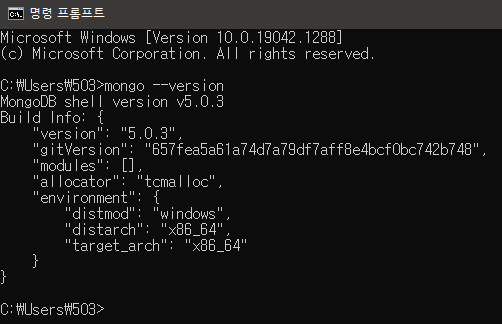 명령 프롬프트
Microsoft Windows [Version 10.0.19042.1288]
(c) Microsoft Corporation. All rights reserved.
C:₩Users₩503>mongo --version
MongoDB shell version v5.0.3
Build Info: {
    "version": "5.0.3",
    "gitVersion": "657fea5a61a74d7a79df7aff8e4bcf0bc742b748",
    "modules": [],
    "allocator": "tcmalloc",
    "environment": {
        "distmod": "windows",
        "distarch": "x86_64",
        "target_arch": "x86_64"
    }
}
C:₩Users₩503>